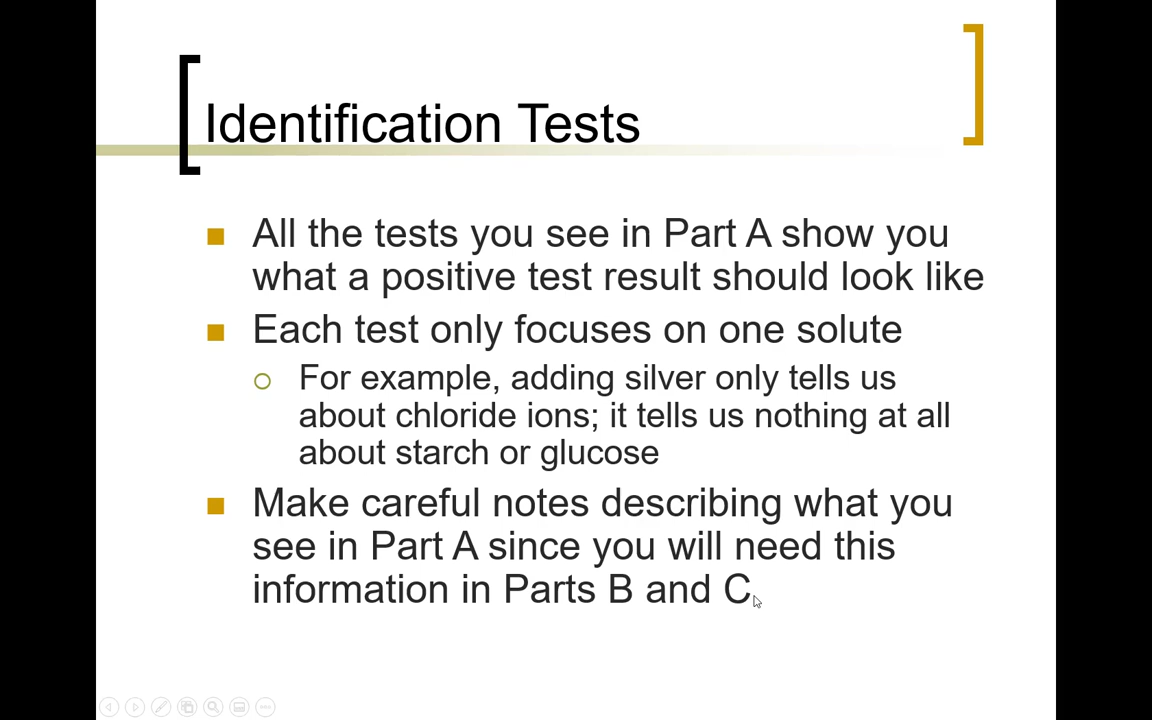 Identification Tests
All the tests you see in Part A show you
what a positive test result should look like
Each test only focuses on one solute
For example, adding silver only tells us
about chloride ions; it tells us nothing at all
about starch or glucose
Make careful notes describing what you
see in Part A since you will need this
information in Parts B and C